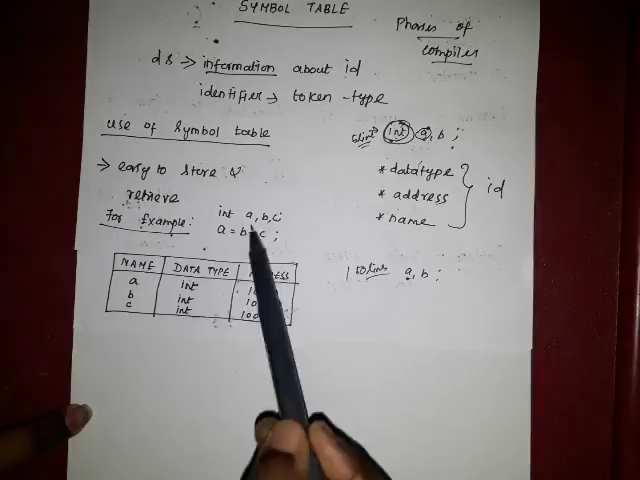 SYMBOL TABLE
Phases of
compiler
ds → information about id
identifier → token - type
use of symbol table
int a, b ;
→ easy to store &
retrieve
* datatype
* address
* name
id
For Example:
int a, b, c;
a = b c ;
NAME DATA TYPE
a int
b int
c int
a, b ;